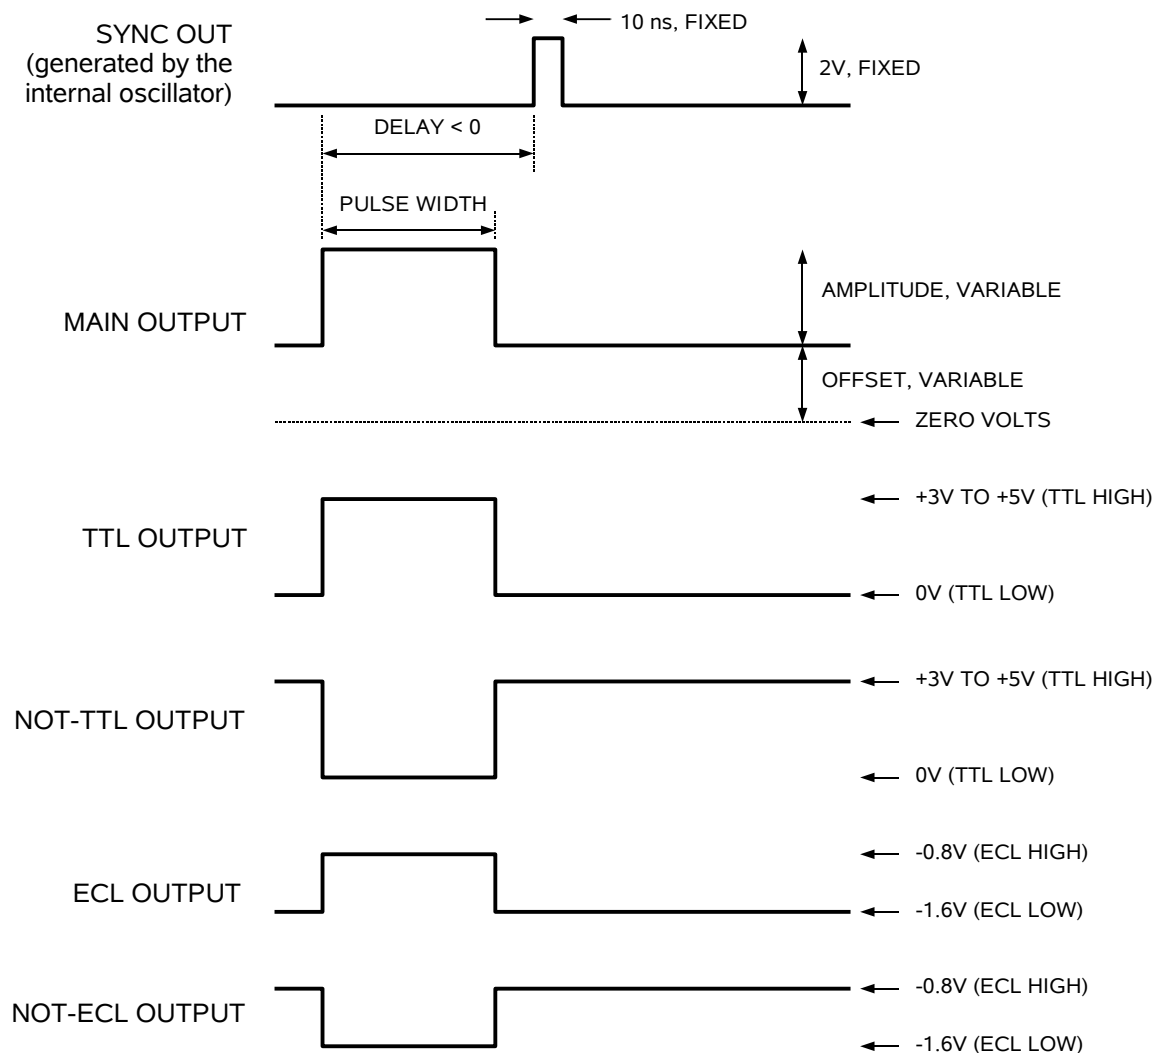 SYNC OUT
(generated by the
internal oscillator)
10 ns, FIXED
2V, FIXED
DELAY < 0
PULSE WIDTH
MAIN OUTPUT
AMPLITUDE, VARIABLE
OFFSET, VARIABLE
ZERO VOLTS
TTL OUTPUT
+3V TO +5V (TTL HIGH)
0V (TTL LOW)
NOT-TTL OUTPUT
+3V TO +5V (TTL HIGH)
0V (TTL LOW)
ECL OUTPUT
-0.8V (ECL HIGH)
-1.6V (ECL LOW)
NOT-ECL OUTPUT
-0.8V (ECL HIGH)
-1.6V (ECL LOW)